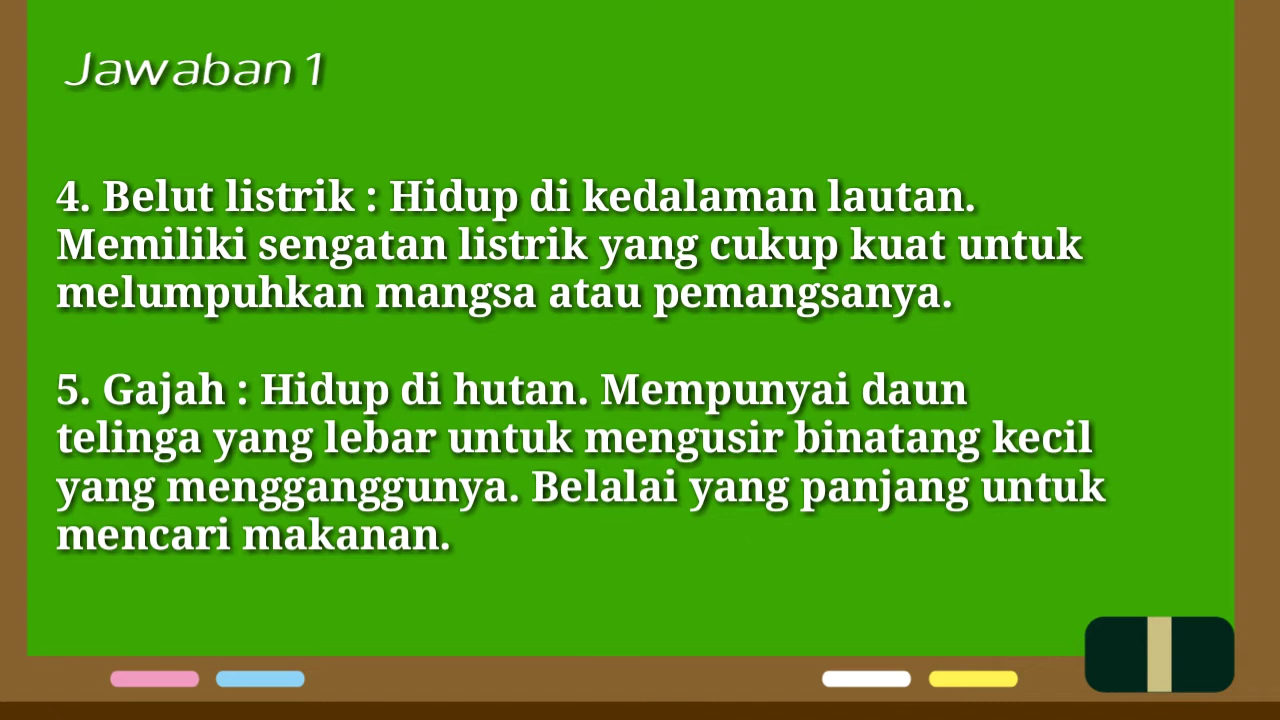 Jawaban 1
4. Belut listrik : Hidup di kedalaman lautan.
Memiliki sengatan listrik yang cukup kuat untuk
melumpuhkan mangsa atau pemangsanya.
5. Gajah : Hidup di hutan. Mempunyai daun
telinga yang lebar untuk mengusir binatang kecil
yang mengganggunya. Belalai yang panjang untuk
mencari makanan.